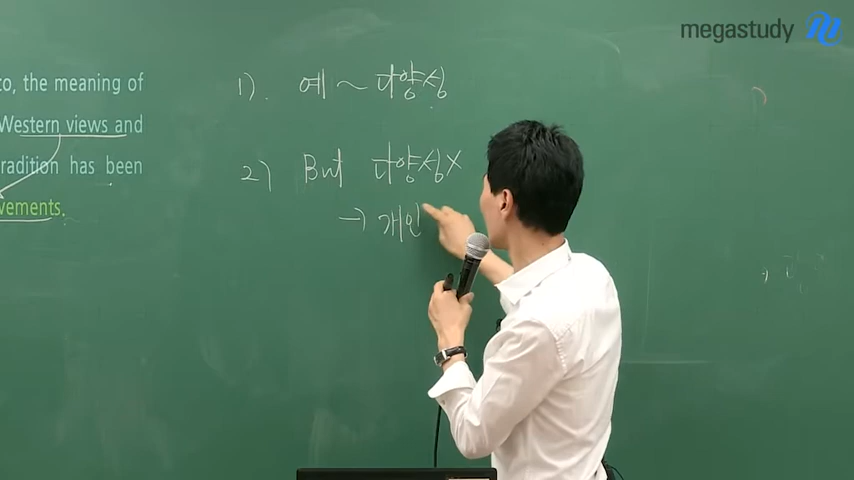 megastudy
to, the meaning of
Western views and
radition has been
vements.
1). 예 ~ 다양성
2) But 다양성X
→ 개인